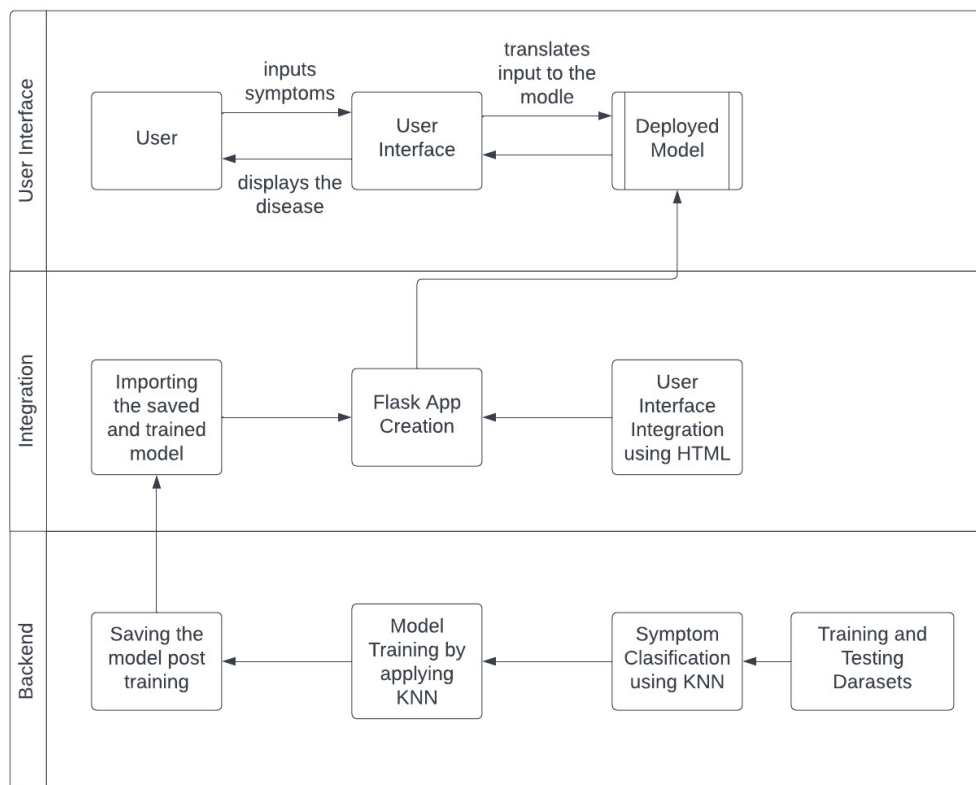 User Interface
inputs
symptoms
translates
input to the
modle
User
User
Interface
Deployed
Model
displays the
disease
Integration
Importing
the saved
and trained
model
Flask App
Creation
User
Interface
Integration
using HTML
Backend
Saving the
model post
training
Model
Training by
applying
KNN
Symptom
Clasification
using KNN
Training and
Testing
Darasets